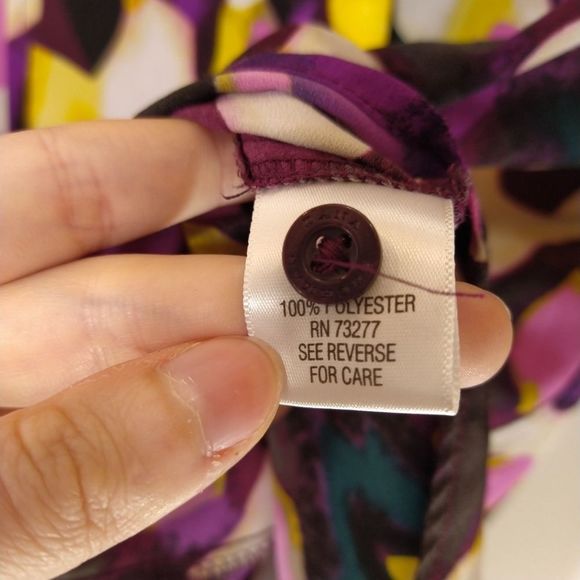 100% POLYESTER
RN 73277
SEE REVERSE
FOR CARE